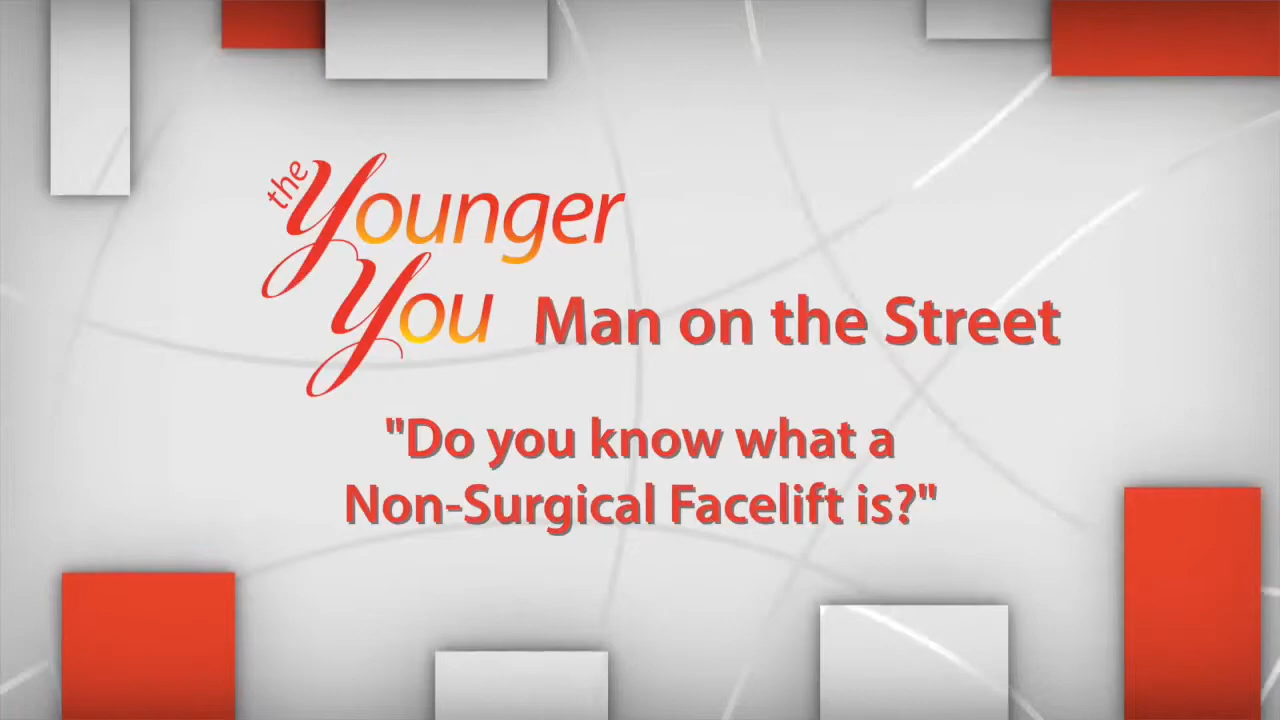 the Younger
You Man on the Street
"Do you know what a
Non-Surgical Facelift is?"